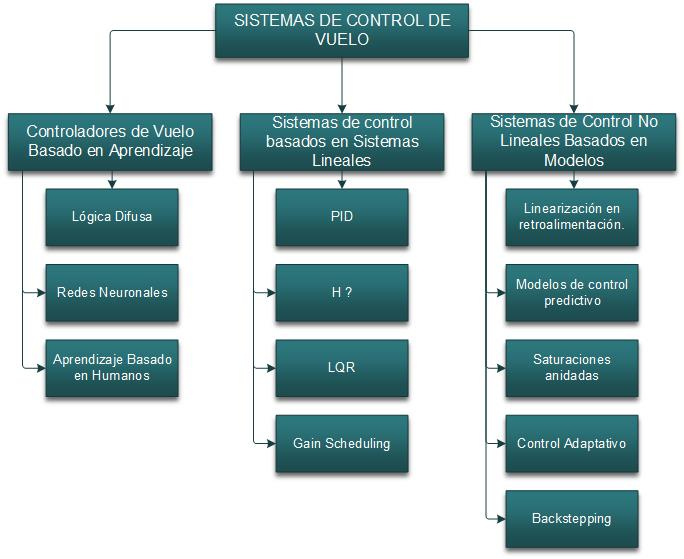 SISTEMAS DE CONTROL DE
VUELO
Controladores de Vuelo
Basado en Aprendizaje
Lógica Difusa
Redes Neuronales
Aprendizaje Basado
en Humanos
Sistemas de control
basados en Sistemas
Lineales
PID
H ?
LQR
Gain Scheduling
Sistemas de Control No
Lineales Basados en
Modelos
Linearización en
retroalimentación.
Modelos de control
predictivo
Saturaciones
anidadas
Control Adaptativo
Backstepping